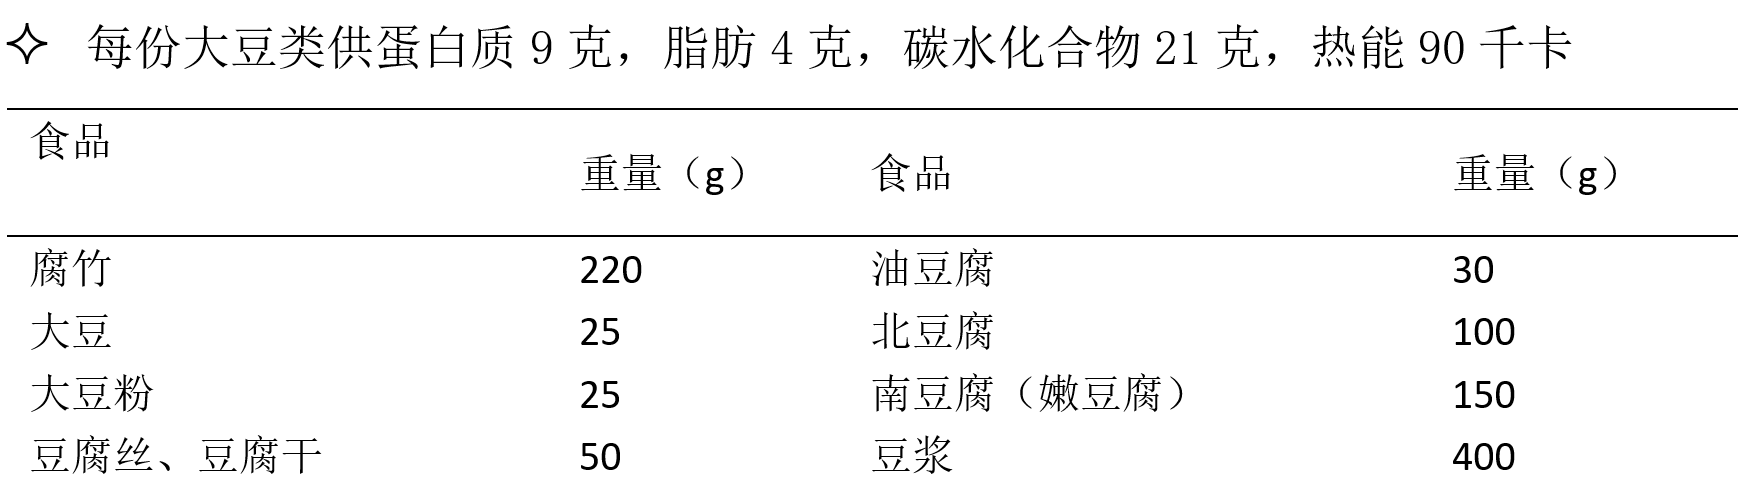 ✧ 每份大豆类供蛋白质 9 克，脂肪 4 克，碳水化合物 21 克，热能 90 千卡
食品 重量（g） 食品 重量（g）
腐竹 220 油豆腐 30
大豆 25 北豆腐 100
大豆粉 25 南豆腐（嫩豆腐） 150
豆腐丝、豆腐干 50 豆浆 400